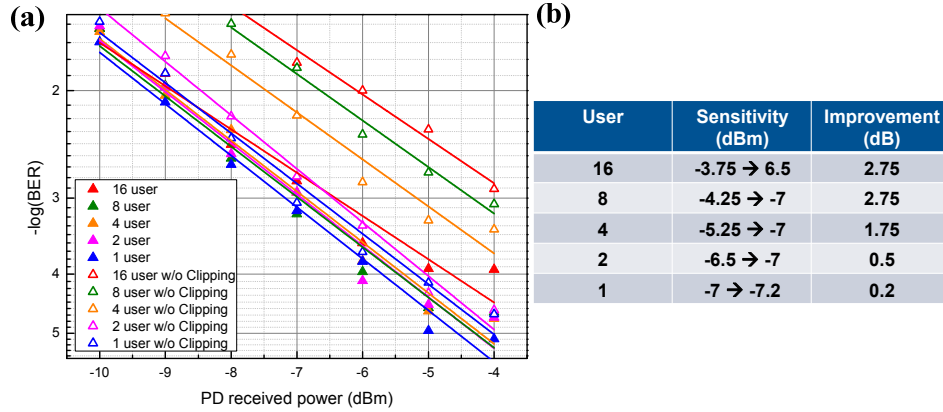 (a)
-log(BER)
2
3
4
5
16 user
8 user
4 user
2 user
1 user
16 user w/o Clipping
8 user w/o Clipping
4 user w/o Clipping
2 user w/o Clipping
1 user w/o Clipping
-10 -9 -8 -7 -6 -5 -4
PD received power (dBm)
(b)
User Sensitivity (dBm) Improvement (dB)
16 -3.75 → 6.5 2.75
8 -4.25 → -7 2.75
4 -5.25 → -7 1.75
2 -6.5 → -7 0.5
1 -7 → -7.2 0.2